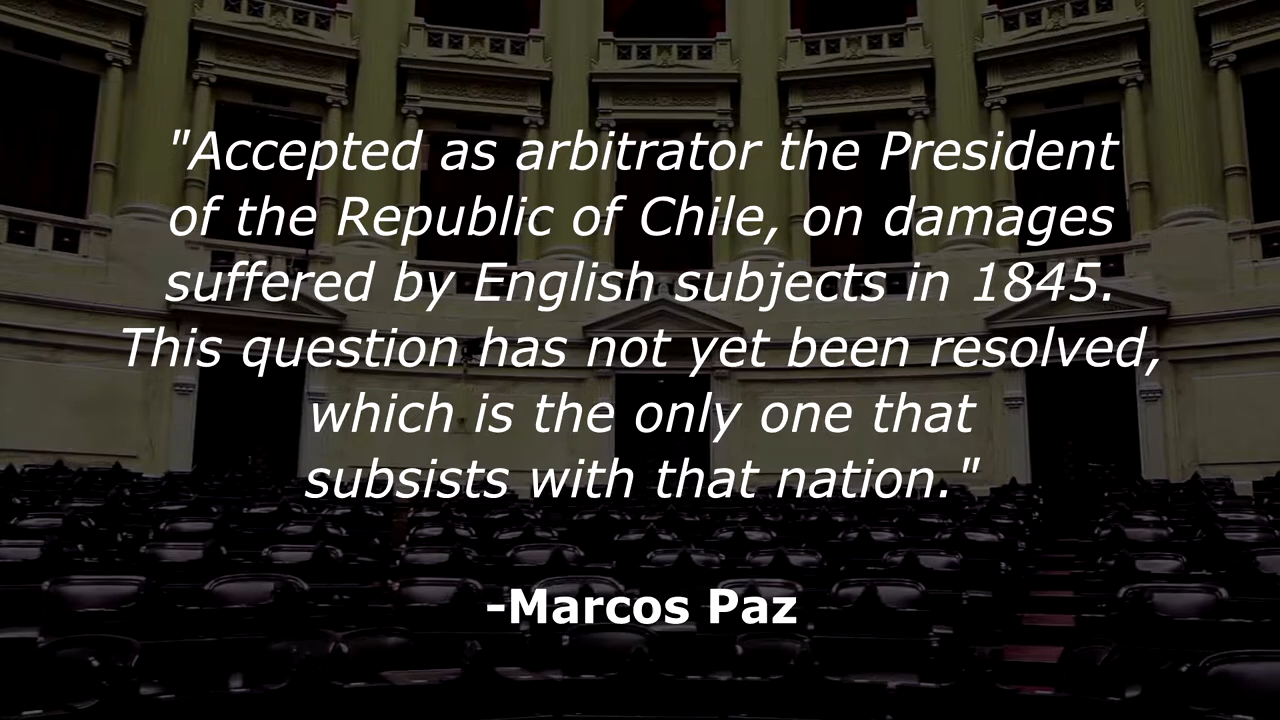 "Accepted as arbitrator the President
of the Republic of Chile, on damages
suffered by English subjects in 1845.
This question has not yet been resolved,
which is the only one that
subsists with that nation."
-Marcos Paz